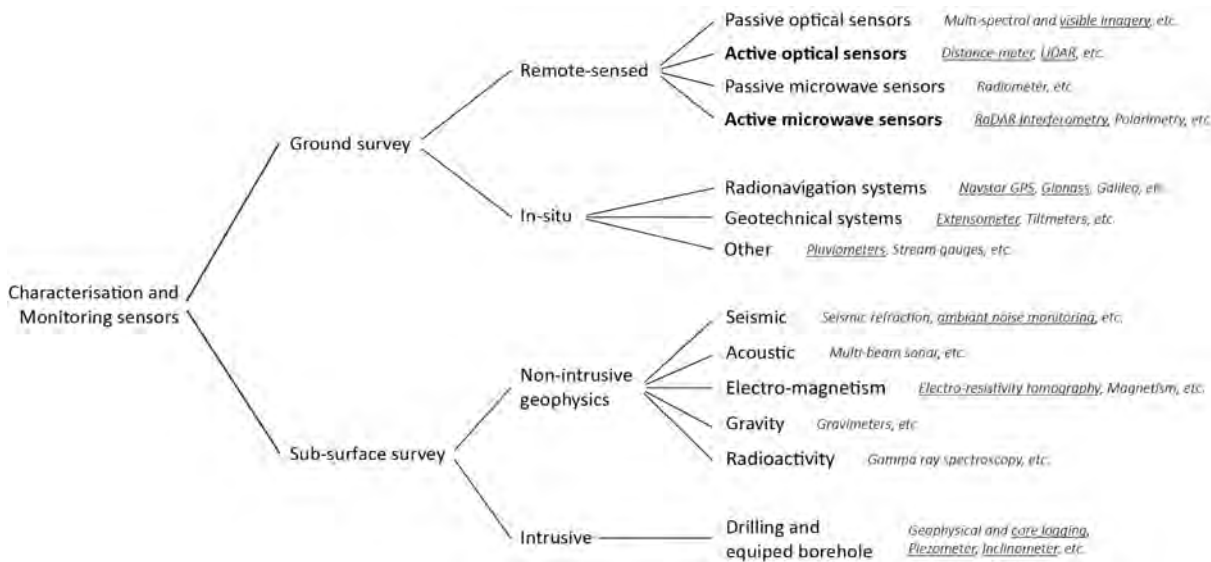 Passive optical sensors Multi-spectral and visible imagery, etc.
Active optical sensors Distance-meter, LiDAR, etc.
Remote-sensed
Passive microwave sensors Radiometer, etc.
Active microwave sensors RaDAR interferometry, Polarimetry, etc.
Ground survey
Radionavigation systems Navstar GPS, Glonass, Galileo, etc.
In-situ
Geotechnical systems Extensometer, Tiltmeters, etc.
Other Pluviometers, Stream gauges, etc.
Characterisation and
Monitoring sensors
Seismic Seismic refraction, ambiant noise monitoring, etc.
Acoustic Multi-beam sonar, etc.
Non-intrusive
geophysics
Electro-magnetism Electro-resistivity tomography, Magnetism, etc.
Gravity Gravimeters, etc.
Sub-surface survey
Radioactivity Gamma ray spectroscopy, etc.
Intrusive
Drilling and
equiped borehole
Geophysical and core logging,
Piezometer, Inclinometer, etc.